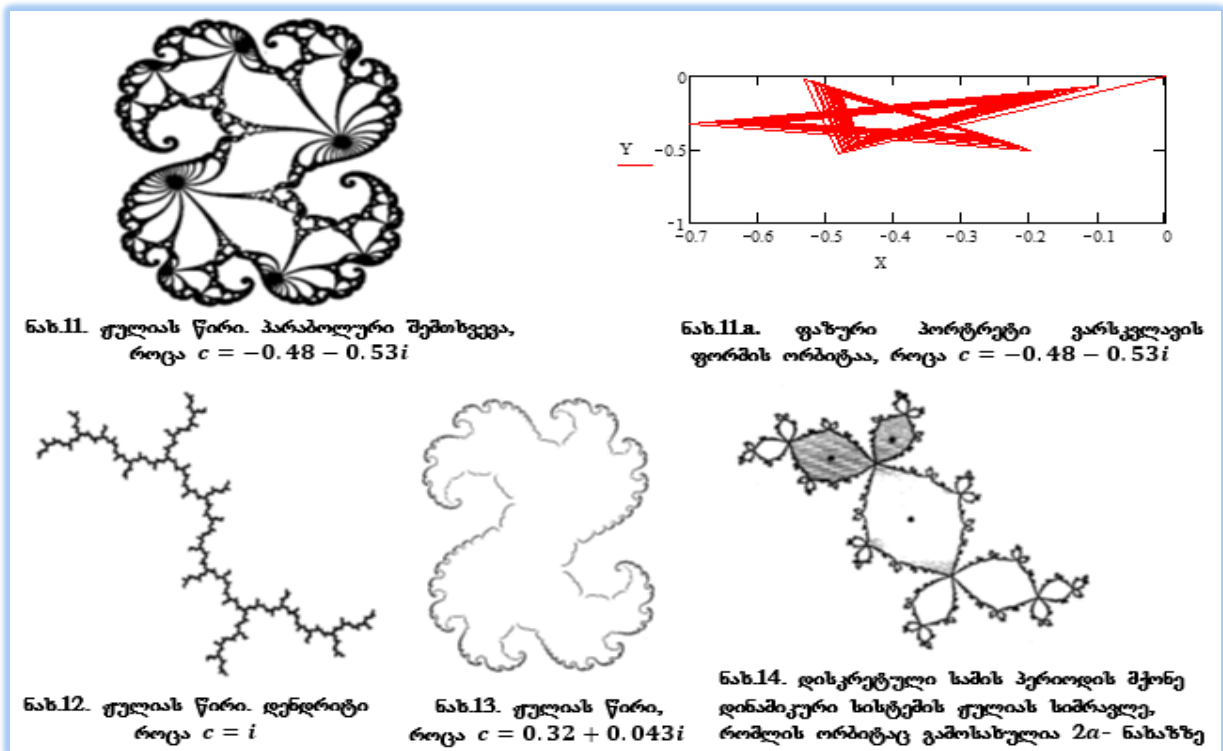 0
Y
−0.5
−1
−0.7 −0.6 −0.5 −0.4 −0.3 −0.2 −0.1 0
X
ნახ.11. ჟულიას წირი. პარაბოლური შემთხვევა,
როცა c = −0.48 − 0.53i
ნახ.11.a. ფაზური პორტრეტი ვარსკვლავის
ფორმის ორბიტაა, როცა c = −0.48 − 0.53i
ნახ.12. ჟულიას წირი. დენდრიტი
როცა c = i
ნახ.13. ჟულიას წირი,
როცა c = 0.32 + 0.043i
ნახ.14. დისკრეტული სამის პერიოდის მქონე
დინამიკური სისტემის ჟულიას სიმრავლე,
რომლის ორბიტაც გამოსახულია 2a- ნახაზზე